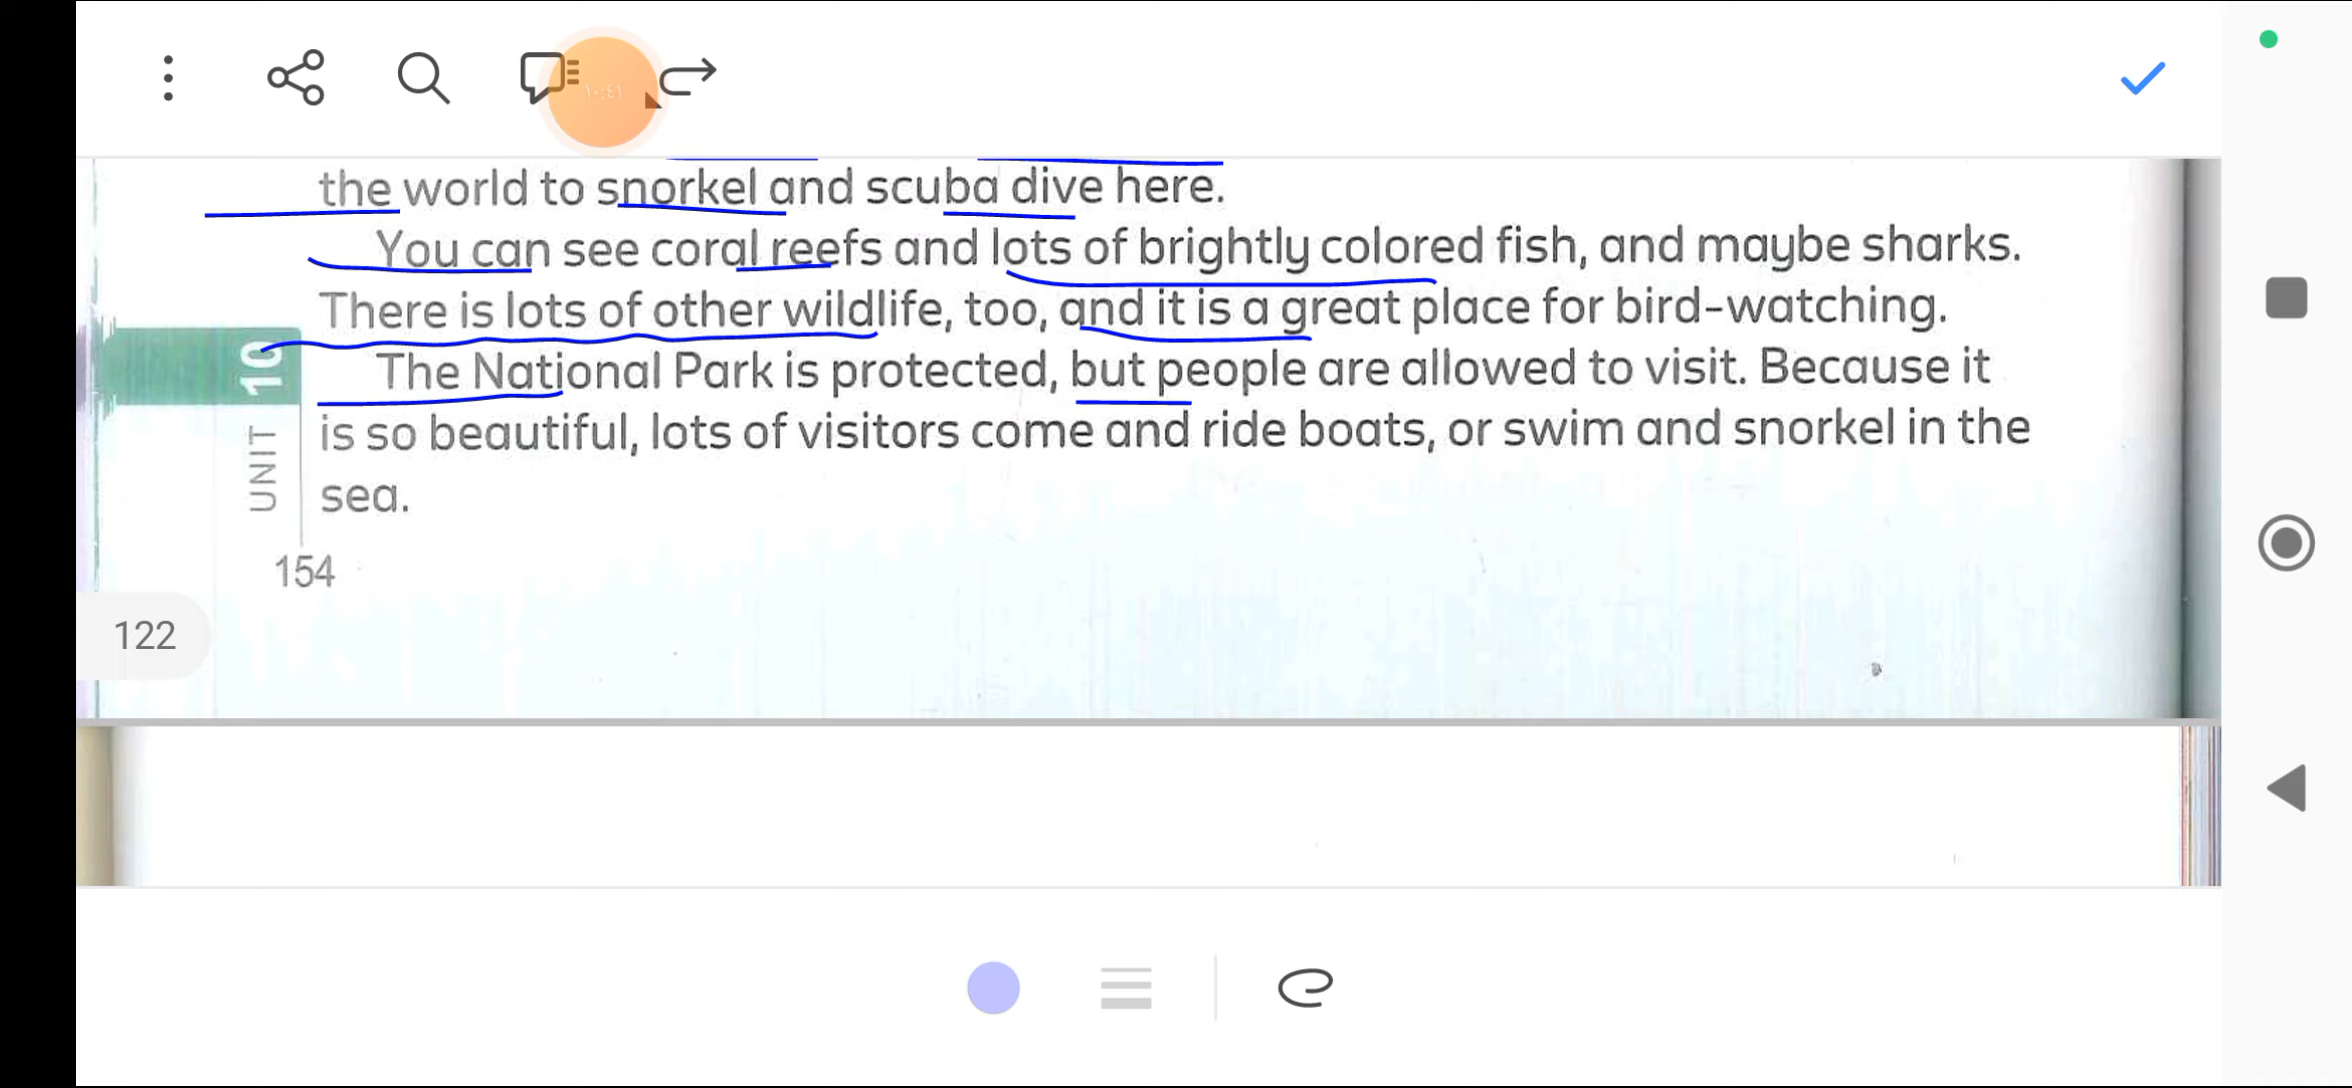 ١٠:٤١
the world to snorkel and scuba dive here.
You can see coral reefs and lots of brightly colored fish, and maybe sharks.
There is lots of other wildlife, too, and it is a great place for bird-watching.
The National Park is protected, but people are allowed to visit. Because it
is so beautiful, lots of visitors come and ride boats, or swim and snorkel in the
sea.
UNIT 10
154
122